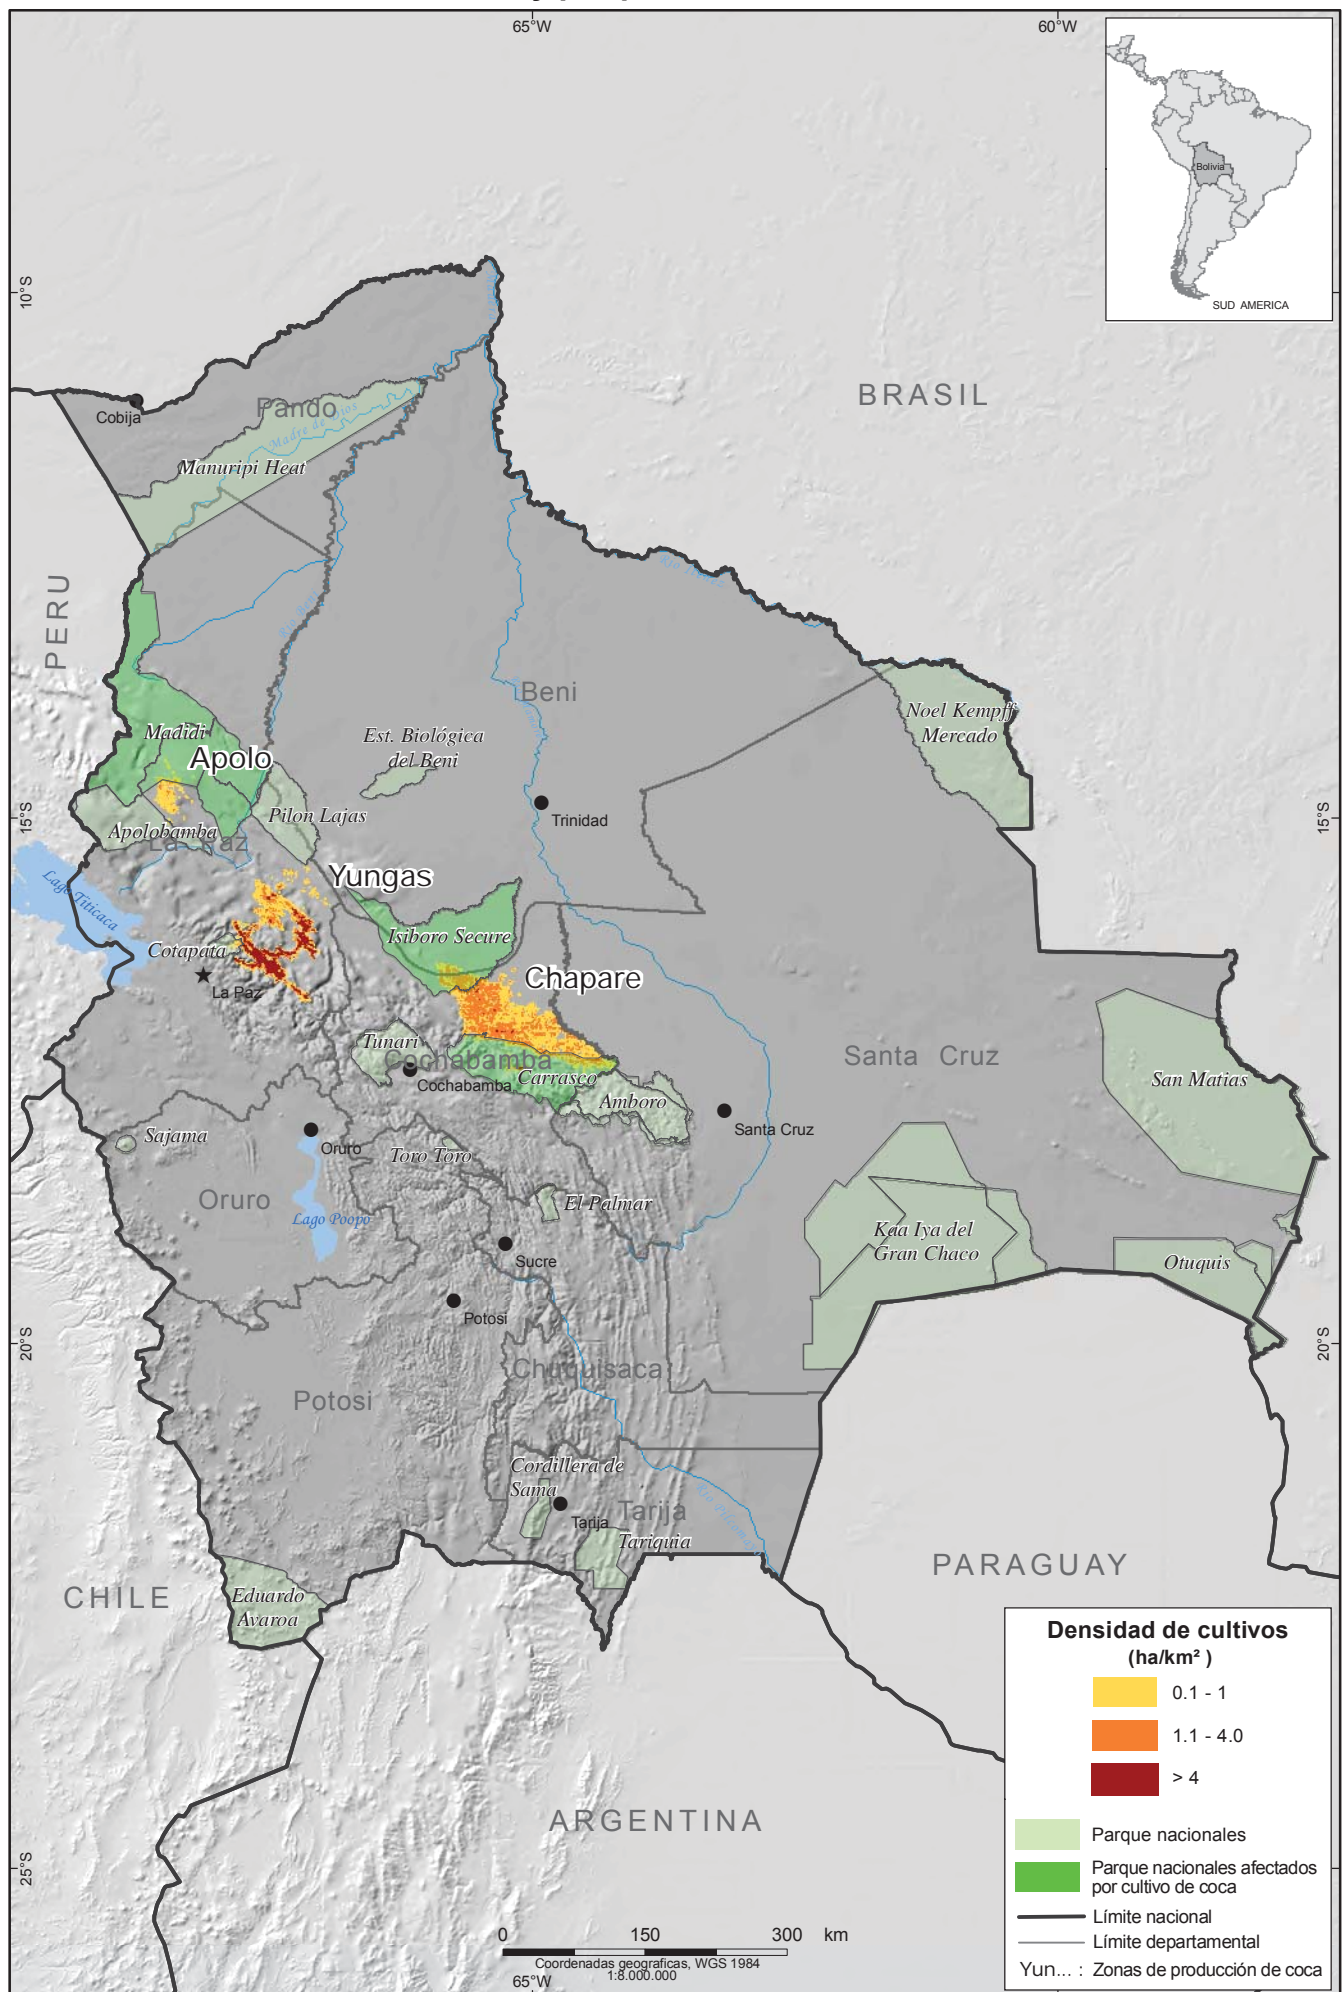 65°W
60°W
Bolivia
SUD AMERICA
10°S
BRASIL
Cobija
Pando
Madre de Dios
Manuripi Heat
PERU
Rio Beni
Beni
Noel Kempff
Mercado
Madidi
Apolo
Est. Biológica
del Beni
Pilon Lajas
Trinidad
15°S
15°S
Apolobamba
La Paz
Yungas
Lago Titicaca
Isiboro Secure
Cotapata
La Paz
Chapare
Tunari
Cochabamba
Cochabamba
Carrasco
Santa Cruz
San Matias
Amboro
Santa Cruz
Sajama
Oruro
Toro Toro
Oruro
El Palmar
Lago Poopo
Kaa Iya del
Gran Chaco
Otuquis
Sucre
Potosi
20°S
20°S
Chuquisaca
Potosi
Cordillera de
Sama
Tarija
Tarija
Tariquia
CHILE
Eduardo
Avaroa
PARAGUAY
ARGENTINA
25°S
Densidad de cultivos
(ha/km² )
0.1 - 1
1.1 - 4.0
> 4
Parque nacionales
Parque nacionales afectados
por cultivo de coca
Límite nacional
Límite departamental
Yun... : Zonas de producción de coca
0 150 300 km
Coordenadas geograficas, WGS 1984
1:8.000.000
65°W